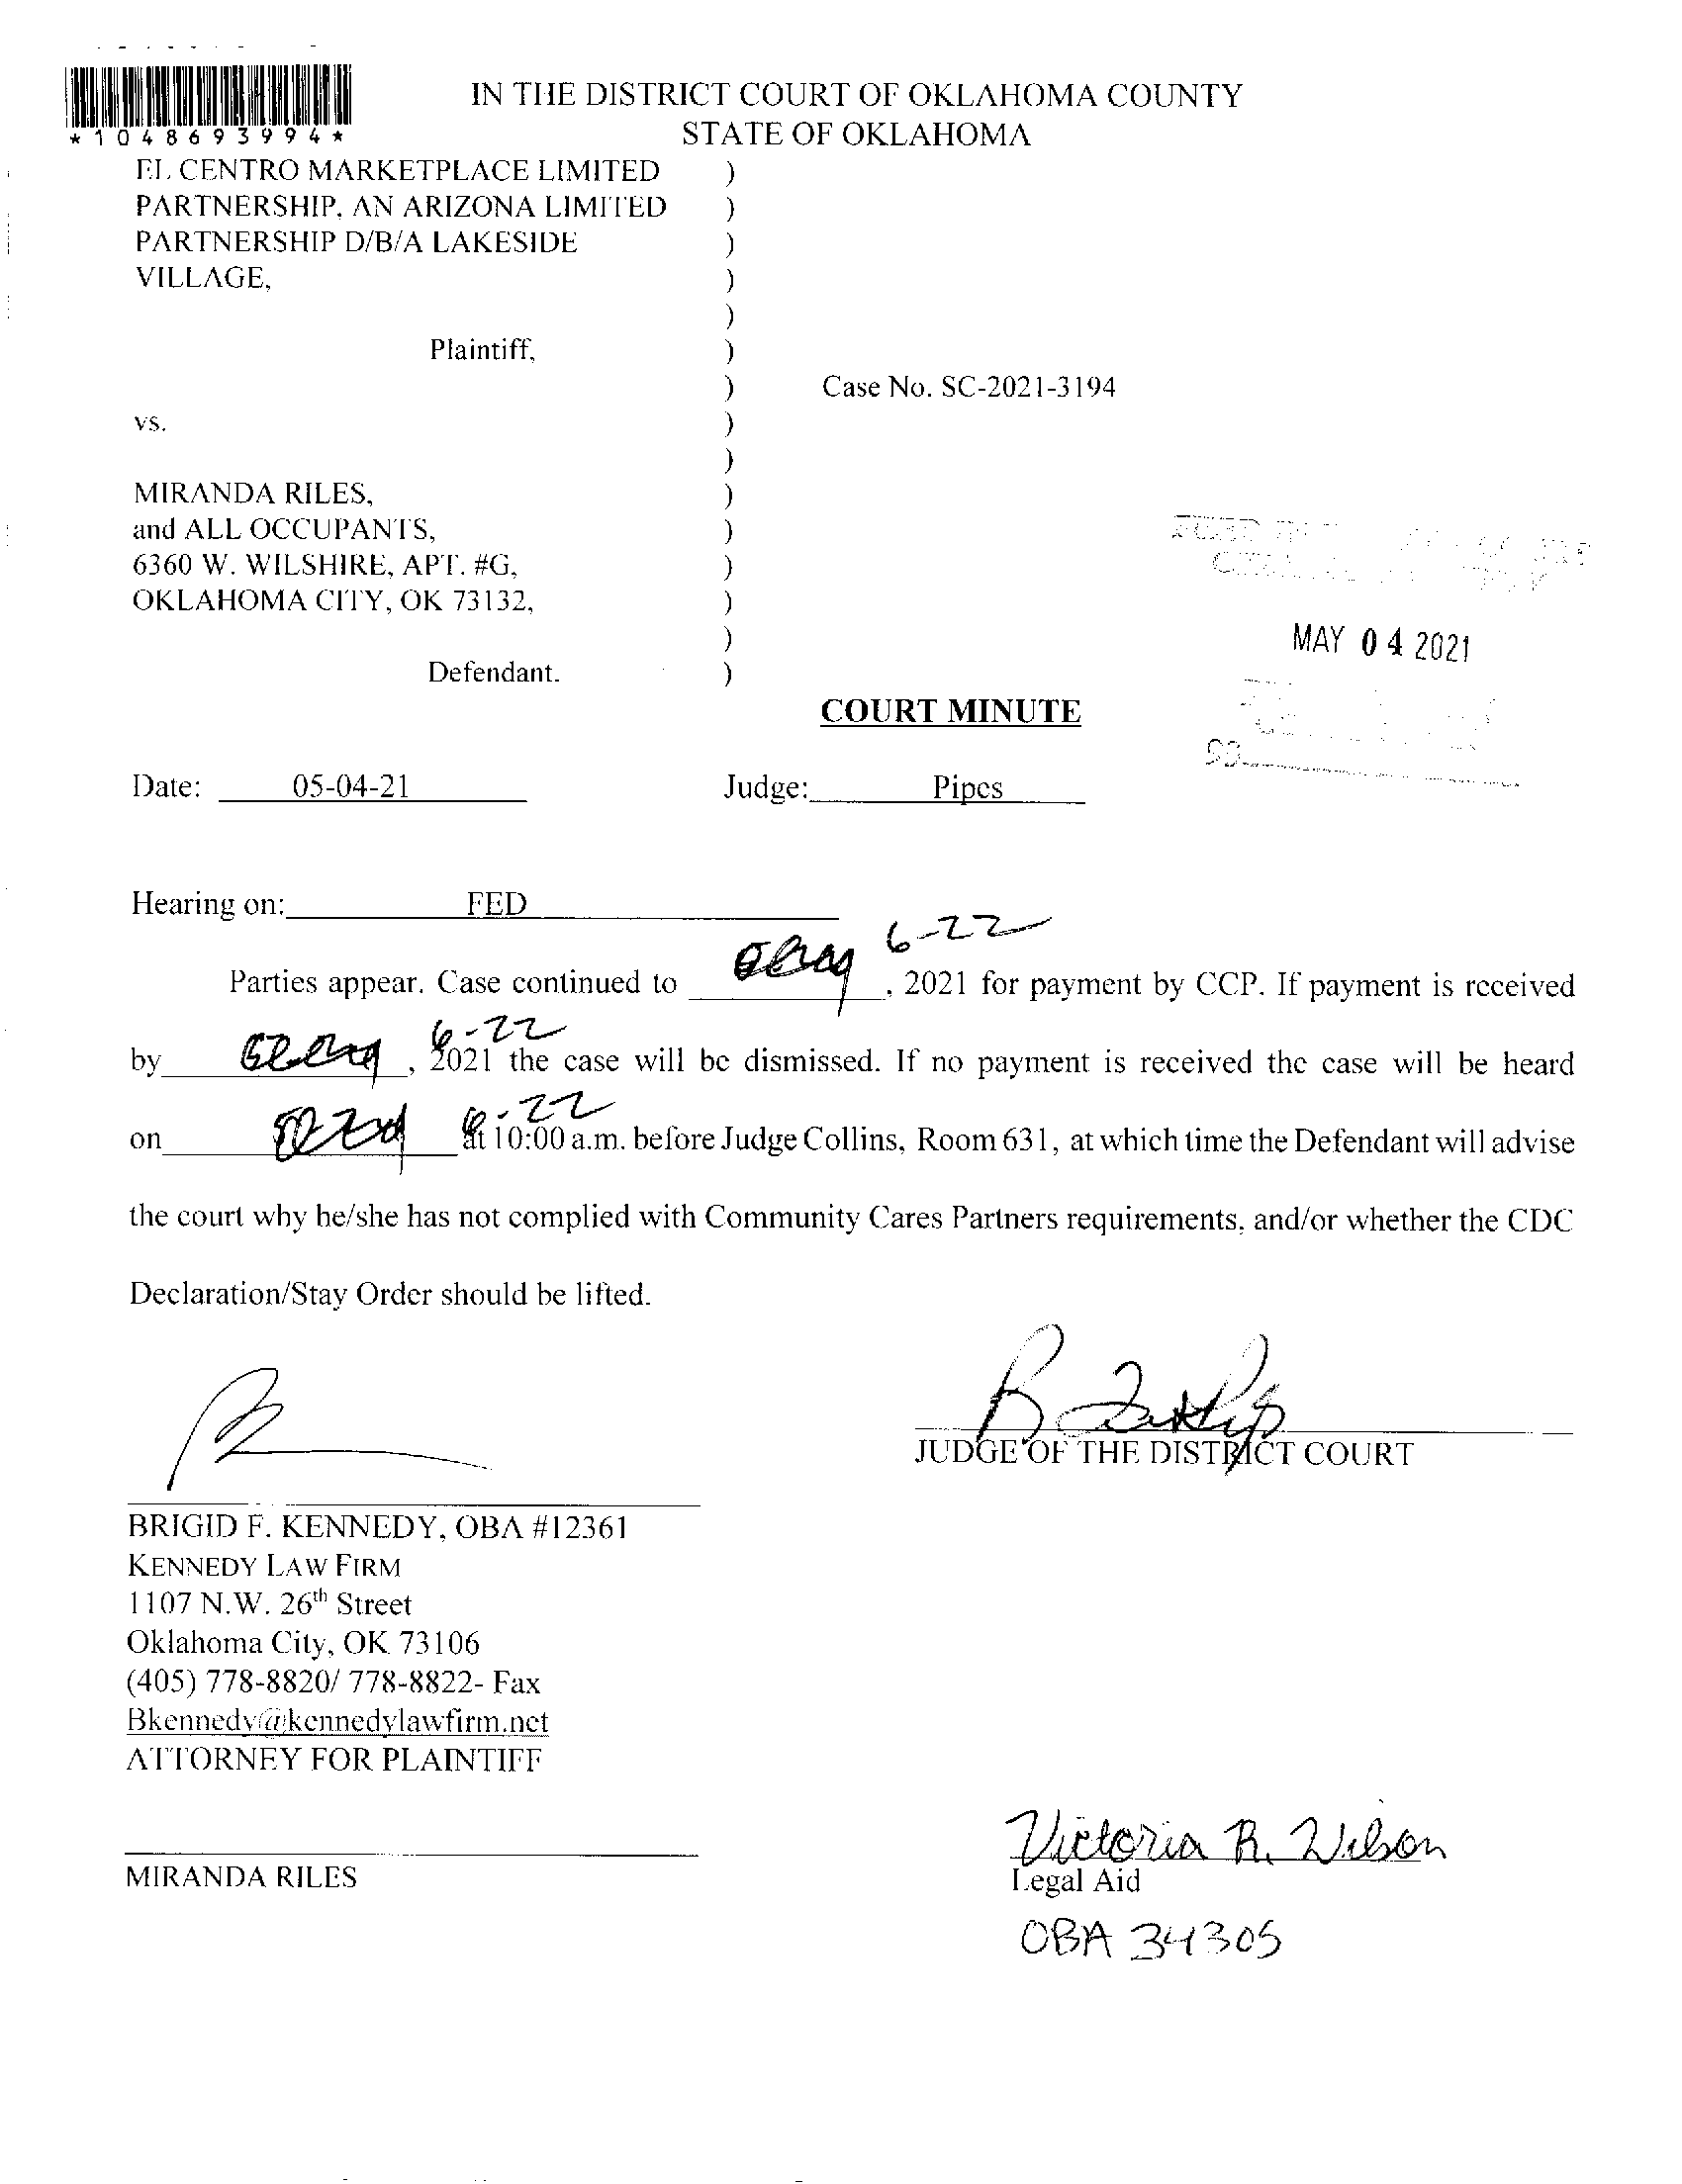 *1048693994*
IN THE DISTRICT COURT OF OKLAHOMA COUNTY
STATE OF OKLAHOMA
EL CENTRO MARKETPLACE LIMITED )
PARTNERSHIP, AN ARIZONA LIMITED )
PARTNERSHIP D/B/A LAKESIDE )
VILLAGE, )
)
Plaintiff, )
) Case No. SC-2021-3194
vs. )
)
MIRANDA RILES, )
and ALL OCCUPANTS, )
6360 W. WILSHIRE, APT. #G, )
OKLAHOMA CITY, OK 73132, )
)
Defendant. )
MAY 04 2021
COURT MINUTE
Date: 05-04-21 Judge: Pipes
Hearing on: FED
6-22
Parties appear. Case continued to , 2021 for payment by CCP. If payment is received
6-22
by , 2021 the case will be dismissed. If no payment is received the case will be heard
6-22
on at 10:00 a.m. before Judge Collins, Room 631, at which time the Defendant will advise
the court why he/she has not complied with Community Cares Partners requirements, and/or whether the CDC
Declaration/Stay Order should be lifted.
JUDGE OF THE DISTRICT COURT
BRIGID F. KENNEDY, OBA #12361
KENNEDY LAW FIRM
1107 N.W. 26th Street
Oklahoma City, OK 73106
(405) 778-8820/ 778-8822- Fax
Bkennedy@kennedylawfirm.net
ATTORNEY FOR PLAINTIFF
Victoria R. Wilson
MIRANDA RILES Legal Aid
OBA 34305